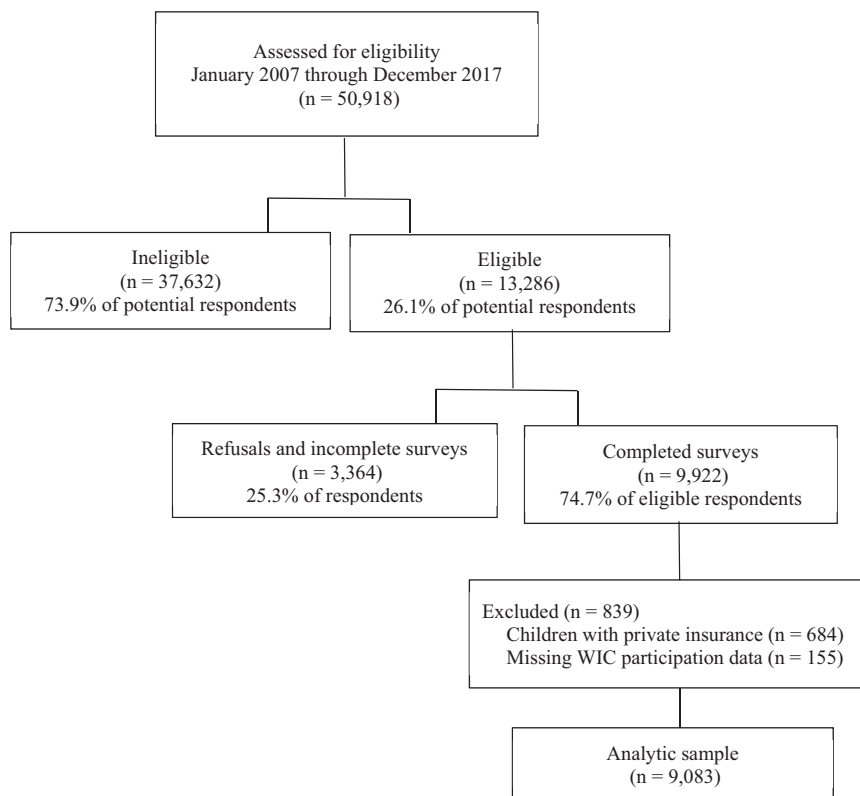 Assessed for eligibility
January 2007 through December 2017
(n = 50,918)
Ineligible
(n = 37,632)
73.9% of potential respondents
Eligible
(n = 13,286)
26.1% of potential respondents
Refusals and incomplete surveys
(n = 3,364)
25.3% of respondents
Completed surveys
(n = 9,922)
74.7% of eligible respondents
Excluded (n = 839)
Children with private insurance (n = 684)
Missing WIC participation data (n = 155)
Analytic sample
(n = 9,083)